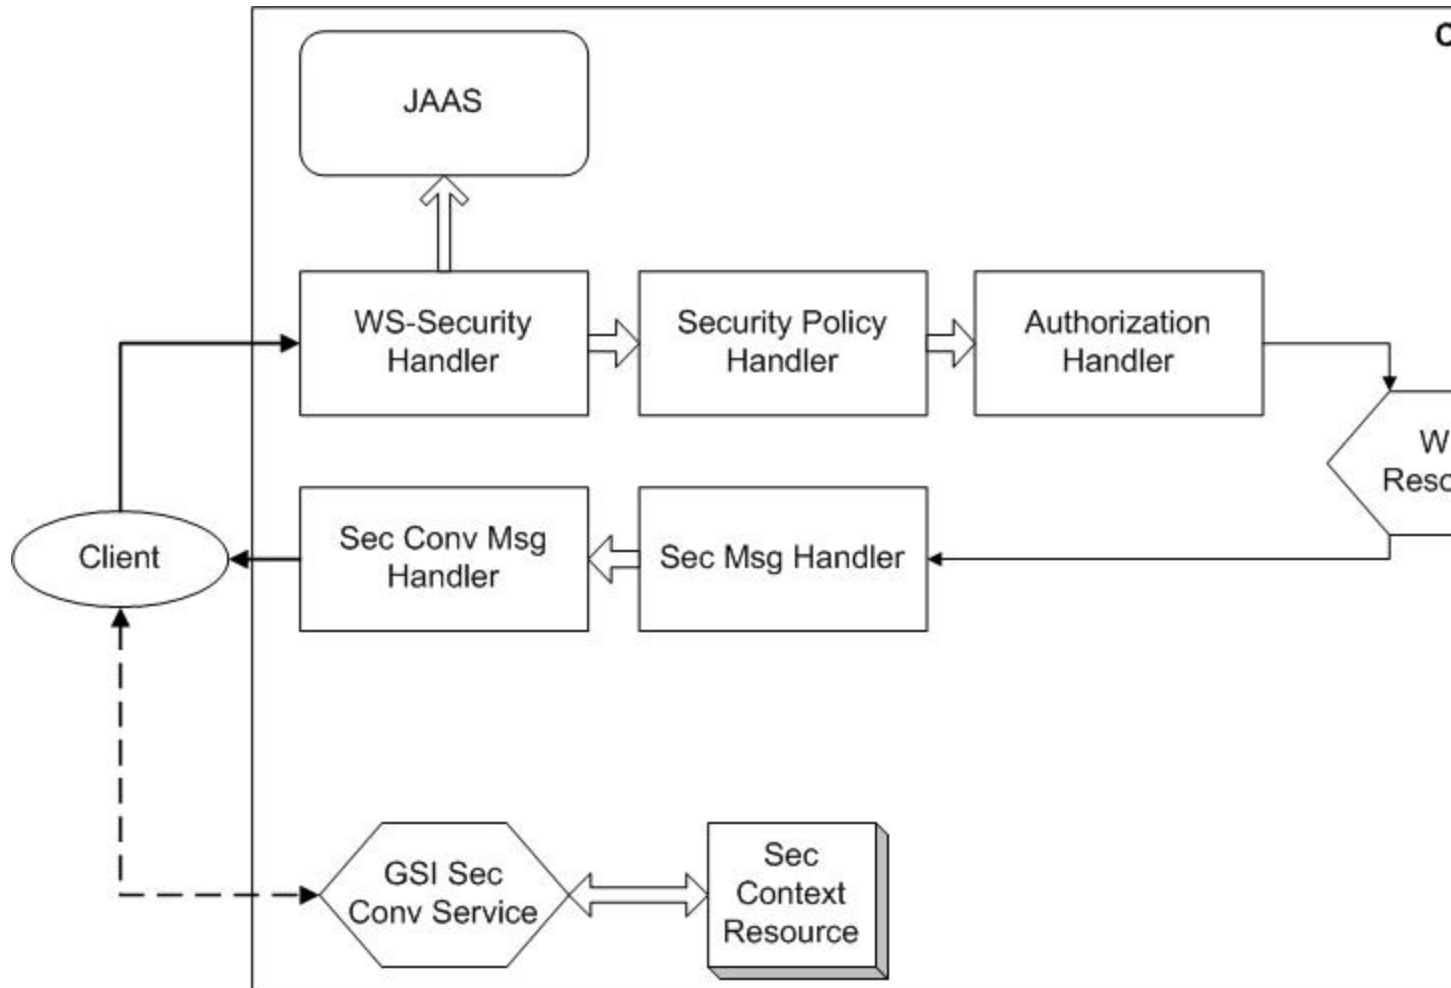 JAAS
WS-Security
Handler
Security Policy
Handler
Authorization
Handler
W
Reso
Client
Sec Conv Msg
Handler
Sec Msg Handler
GSI Sec
Conv Service
Sec
Context
Resource